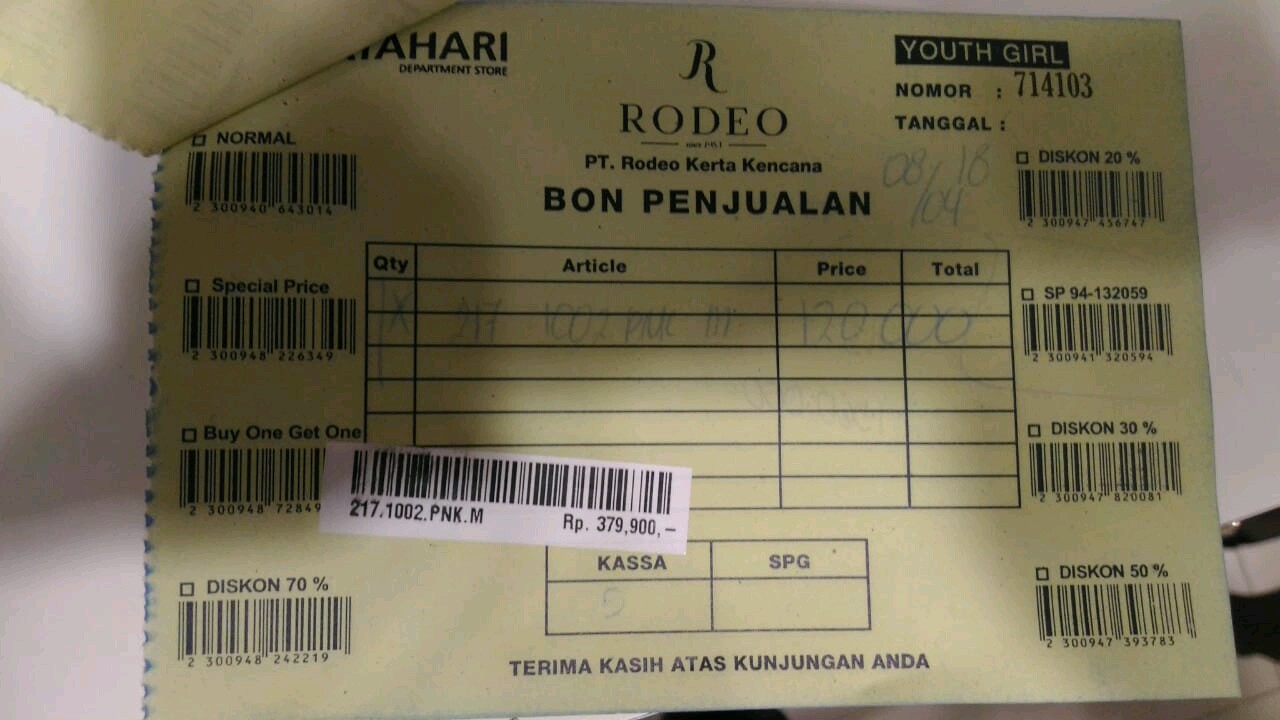 TAHARI
DEPARTMENT STORE
R
RODEO
PT. Rodeo Kerta Kencana
BON PENJUALAN
YOUTH GIRL
NOMOR : 714103
TANGGAL :
08/04 18
NORMAL
2 300940 643014
Special Price
2 300948 226349
Buy One Get One
2 300948 72849
DISKON 70 %
2 300948 242219
Qty Article Price Total
1X 217 1002 PNK M 120.000
217.1002.PNK.M Rp. 379,900,-
KASSA SPG
5
DISKON 20 %
2 300947 456747
SP 94-132059
2 300941 320594
DISKON 30 %
2 300947 820081
DISKON 50 %
2 300947 393783
TERIMA KASIH ATAS KUNJUNGAN ANDA